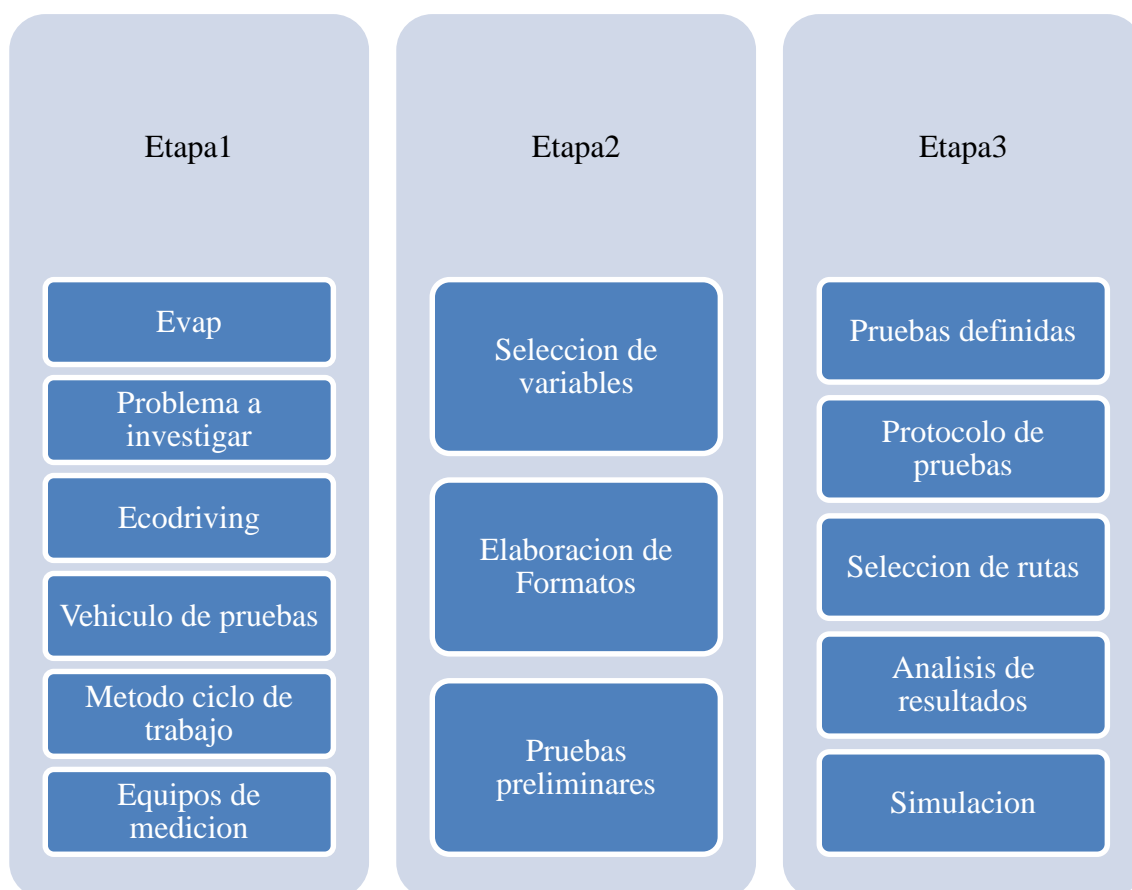 Etapa1
Evap
Problema a
investigar
Ecodriving
Vehiculo de pruebas
Metodo ciclo de
trabajo
Equipos de
medicion
Etapa2
Seleccion de
variables
Elaboracion de
Formatos
Pruebas
preliminares
Etapa3
Pruebas definidas
Protocolo de
pruebas
Seleccion de rutas
Analisis de
resultados
Simulacion